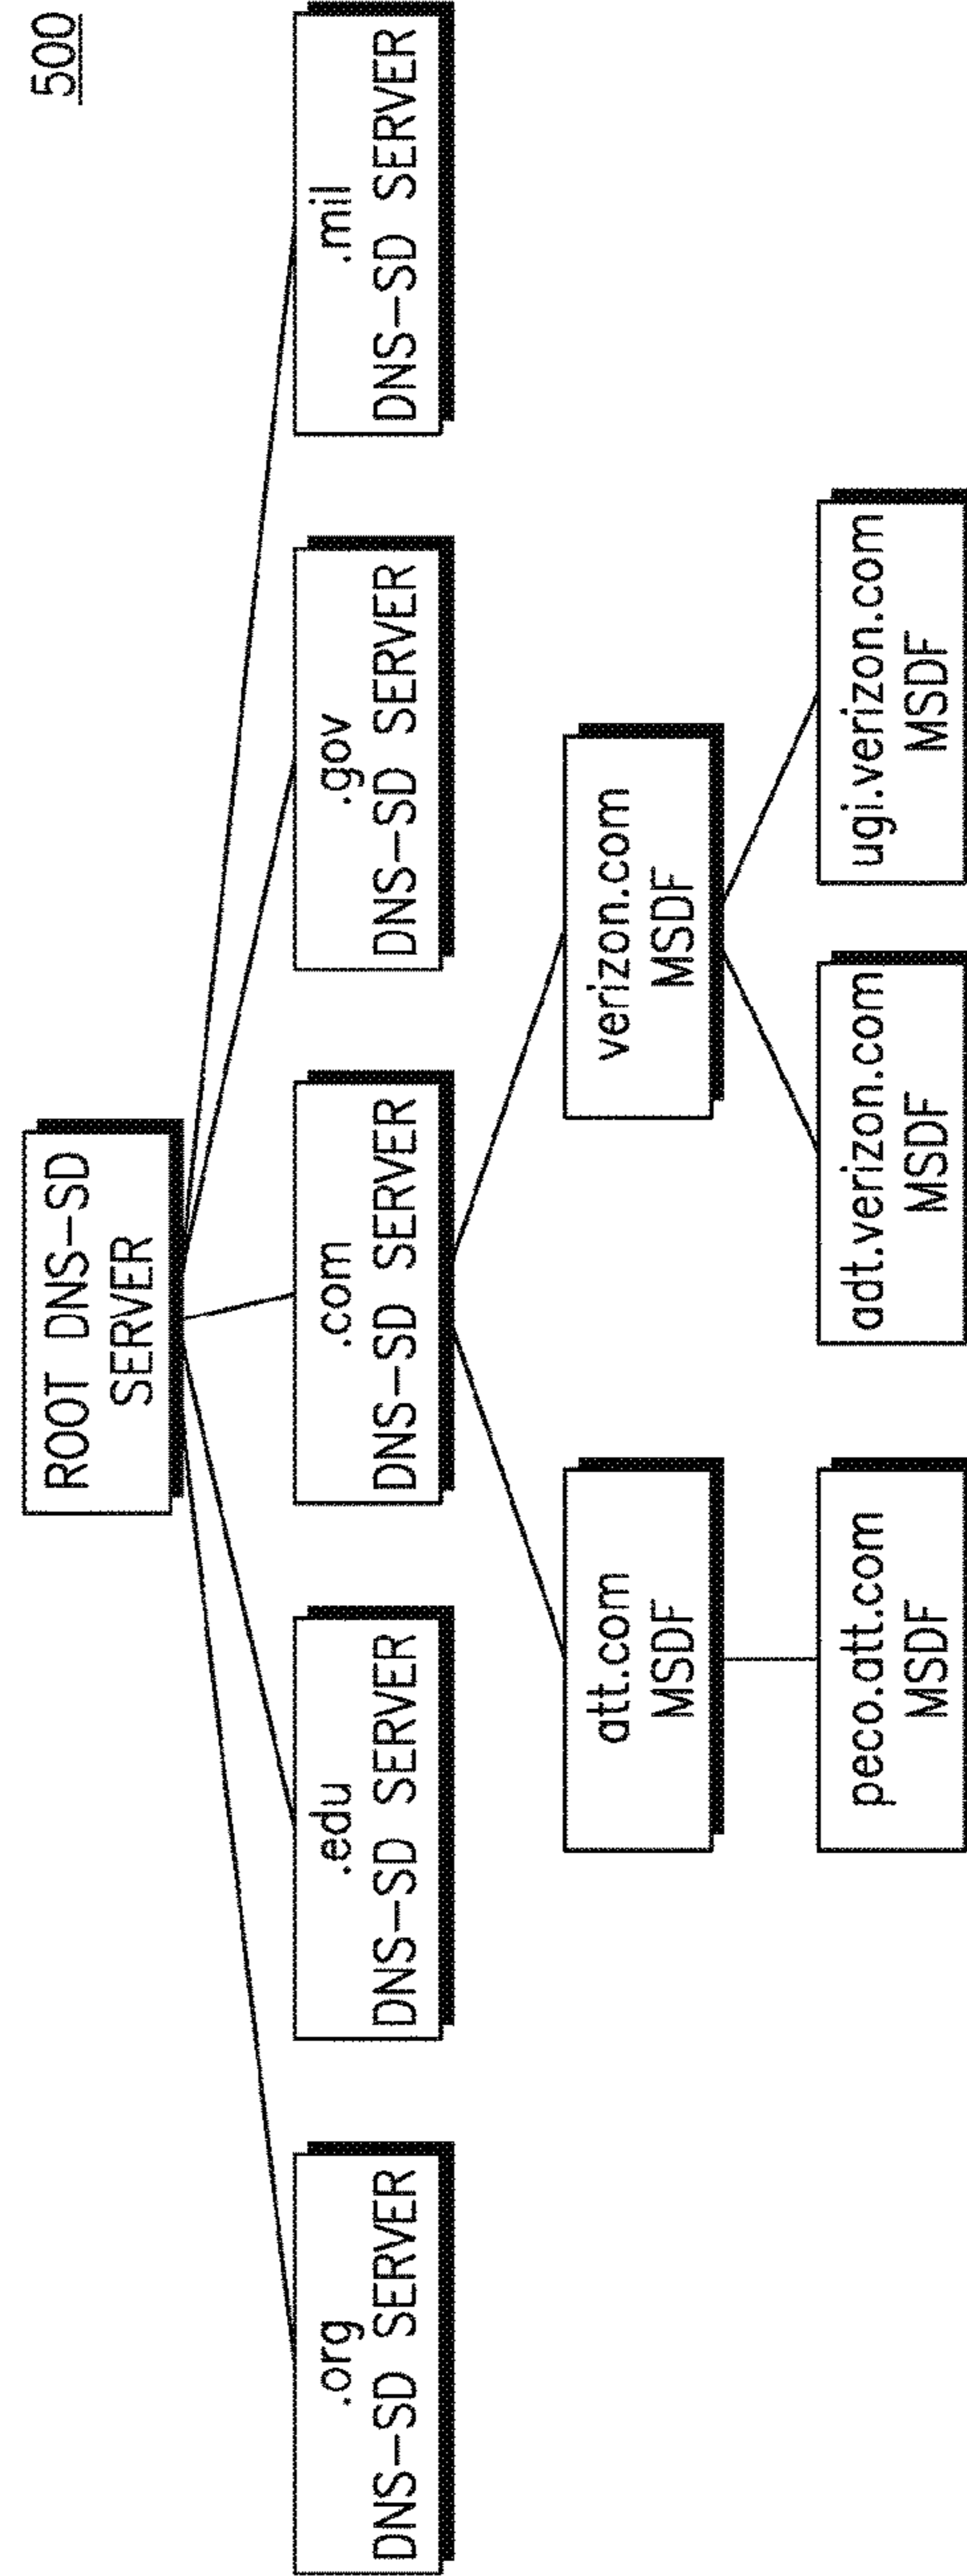 500
ROOT DNS-SD
SERVER
.org
DNS-SD SERVER
.edu
DNS-SD SERVER
.com
DNS-SD SERVER
.gov
DNS-SD SERVER
.mil
DNS-SD SERVER
att.com
MSDF
verizon.com
MSDF
peco.att.com
MSDF
adt.verizon.com
MSDF
ugi.verizon.com
MSDF